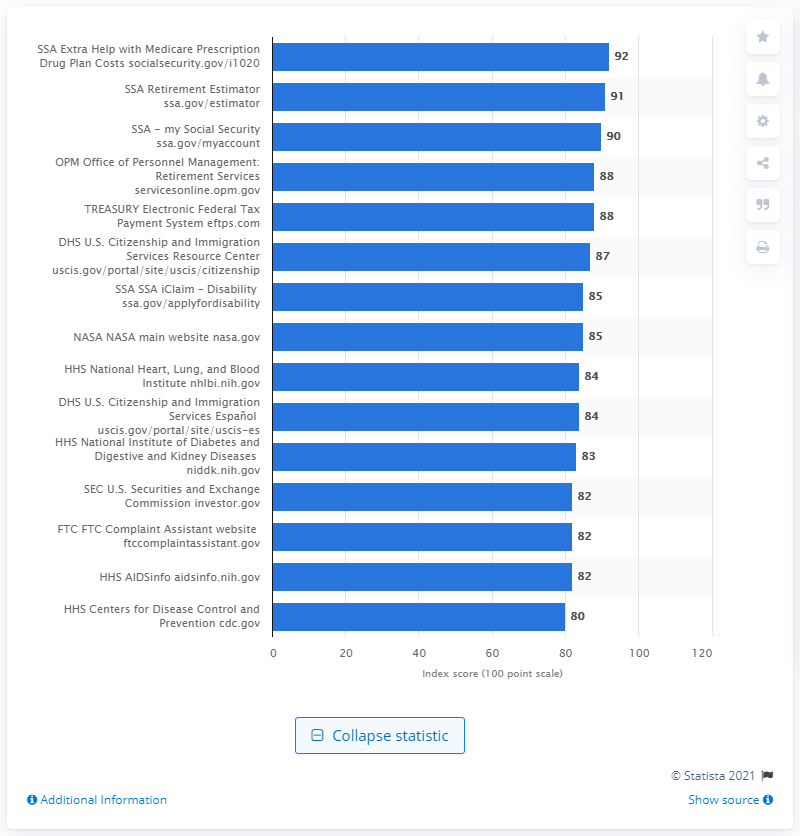 SSA Extra Help with Medicare Prescription
Drug Plan Costs socialsecurity.gov/i1020
92
SSA Retirement Estimator
ssa.gov/estimator
91
SSA - my Social Security
ssa.gov/myaccount
90
OPM Office of Personnel Management:
Retirement Services
servicesonline.opm.gov
88
TREASURY Electronic Federal Tax
Payment System eftps.com
88
DHS U.S. Citizenship and Immigration
Services Resource Center
uscis.gov/portal/site/uscis/citizenship
87
SSA SSA iClaim - Disability
ssa.gov/applyfordisability
85
NASA NASA main website nasa.gov
85
HHS National Heart, Lung, and Blood
Institute nhlbi.nih.gov
84
DHS U.S. Citizenship and Immigration
Services Español
uscis.gov/portal/site/uscis-es
84
HHS National Institute of Diabetes and
Digestive and Kidney Diseases
niddk.nih.gov
83
SEC U.S. Securities and Exchange
Commission investor.gov
82
FTC FTC Complaint Assistant website
ftccomplaintassistant.gov
82
HHS AIDSinfo aidsinfo.nih.gov
82
HHS Centers for Disease Control and
Prevention cdc.gov
80
0 20 40 60 80 100 120
Index score (100 point scale)
Collapse statistic
© Statista 2021
Additional Information
Show source